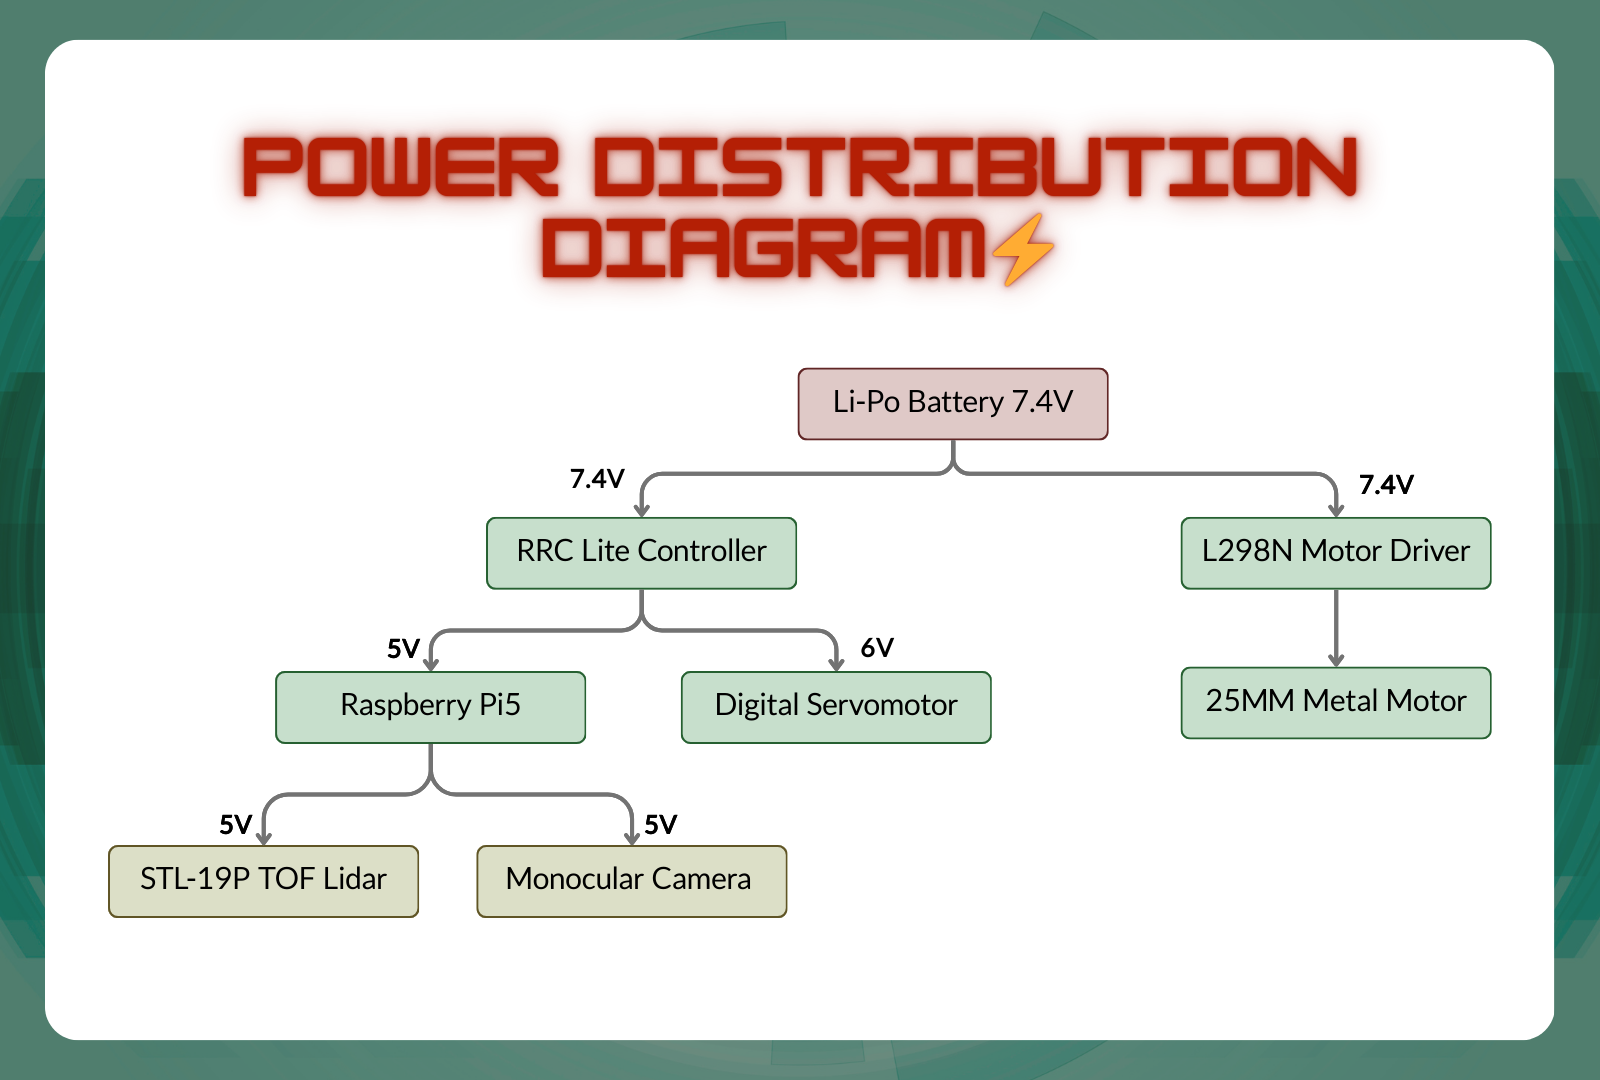 POWER DISTRIBUTION
DIAGRAM⚡
Li-Po Battery 7.4V
7.4V
7.4V
RRC Lite Controller
L298N Motor Driver
5V
6V
Raspberry Pi5
Digital Servomotor
25MM Metal Motor
5V
5V
STL-19P TOF Lidar
Monocular Camera